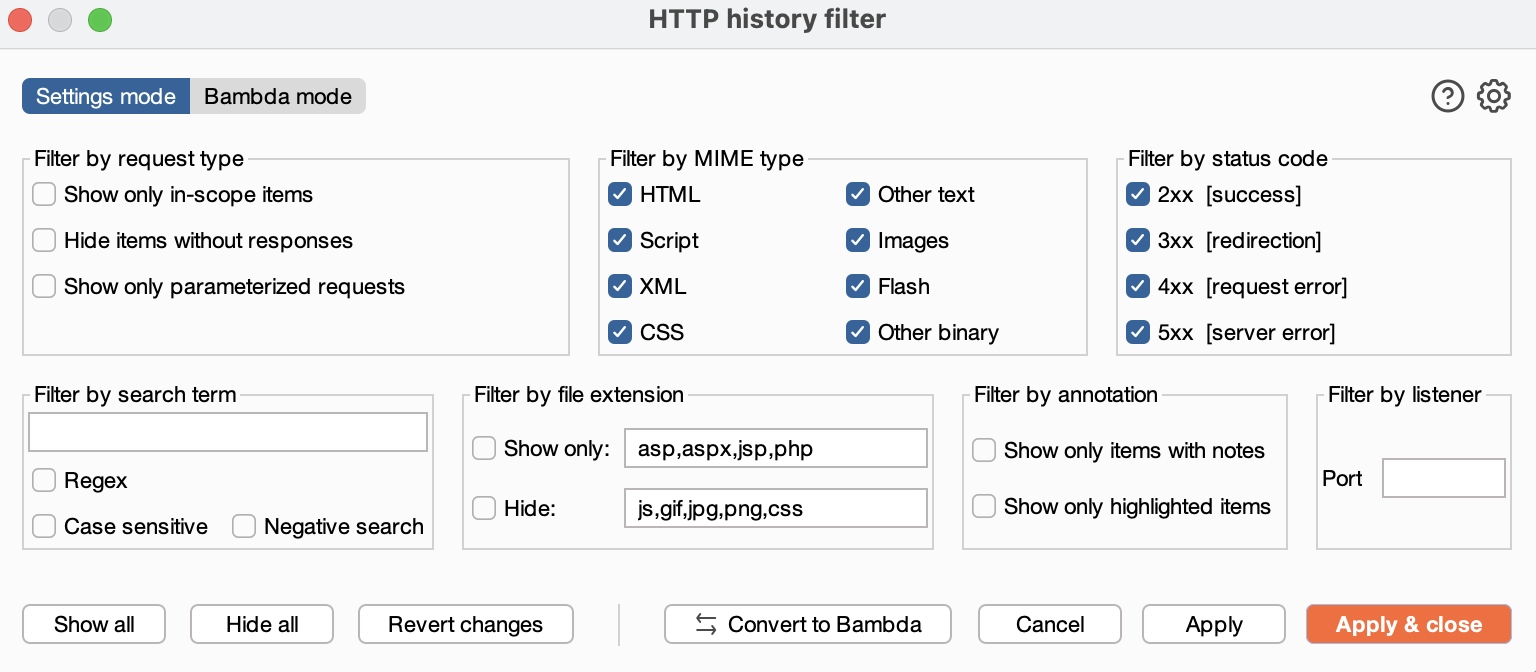 HTTP history filter
Settings mode
Bambda mode
Filter by request type
Show only in-scope items
Hide items without responses
Show only parameterized requests
Filter by MIME type
HTML
Other text
Script
Images
XML
Flash
CSS
Other binary
Filter by status code
2xx [success]
3xx [redirection]
4xx [request error]
5xx [server error]
Filter by search term
Regex
Case sensitive
Negative search
Filter by file extension
Show only: asp,aspx,jsp,php
Hide: js,gif,jpg,png,css
Filter by annotation
Show only items with notes
Show only highlighted items
Filter by listener
Port
Show all
Hide all
Revert changes
Convert to Bambda
Cancel
Apply
Apply & close